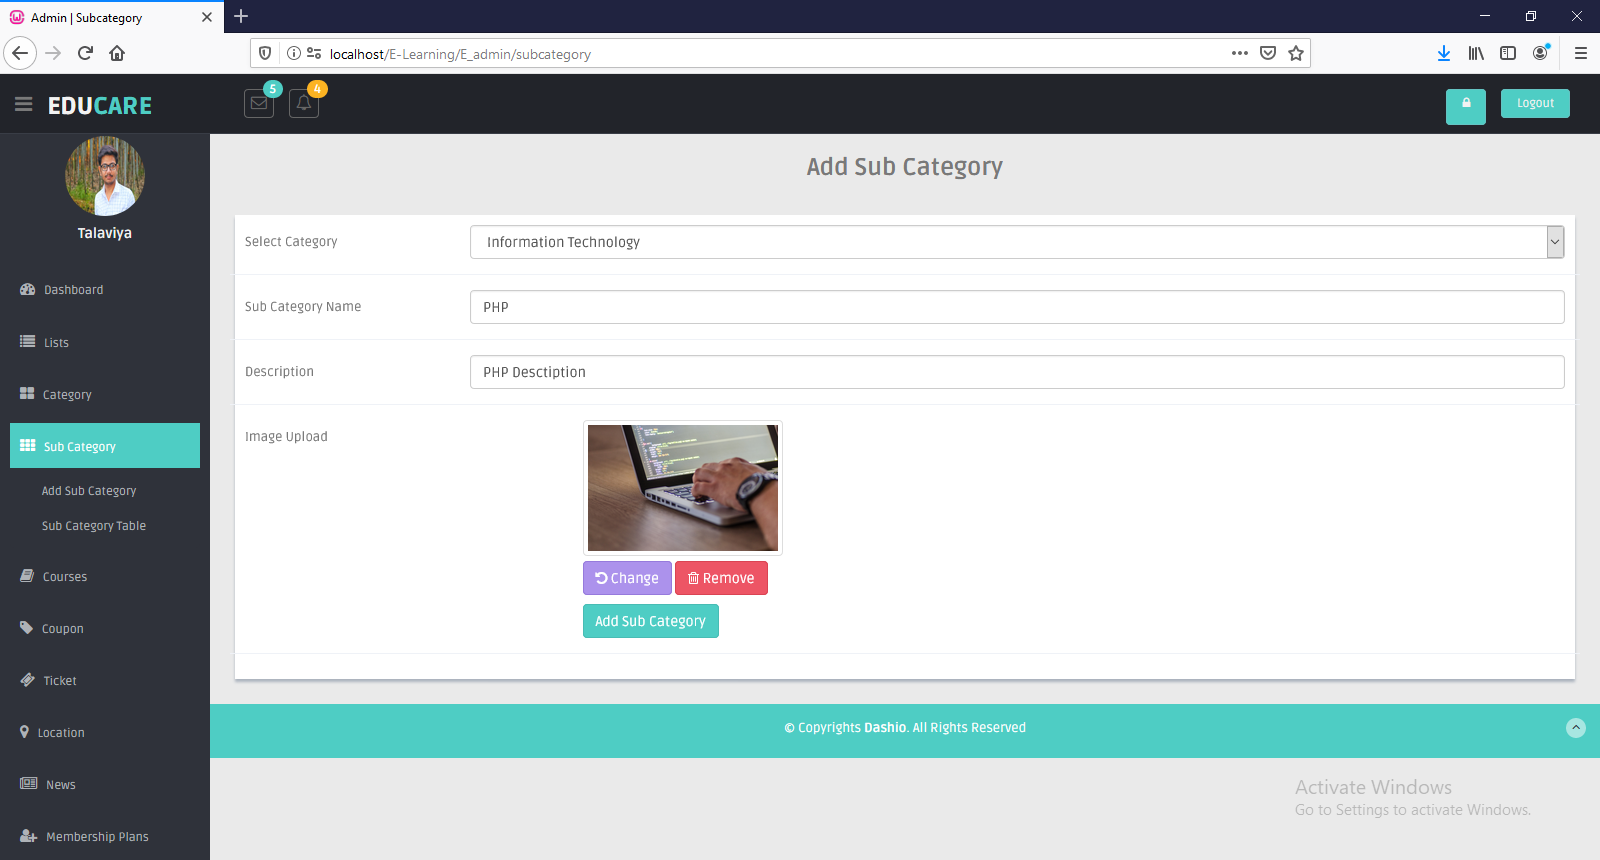 Admin | Subcategory
localhost/E-Learning/E_admin/subcategory
EDUCARE
5
4
Logout
Talaviya
Dashboard
Lists
Category
Sub Category
Add Sub Category
Sub Category Table
Courses
Coupon
Ticket
Location
News
Membership Plans
Add Sub Category
Select Category
Information Technology
Sub Category Name
PHP
Description
PHP Desctiption
Image Upload
Change
Remove
Add Sub Category
© Copyrights Dashio. All Rights Reserved
Activate Windows
Go to Settings to activate Windows.